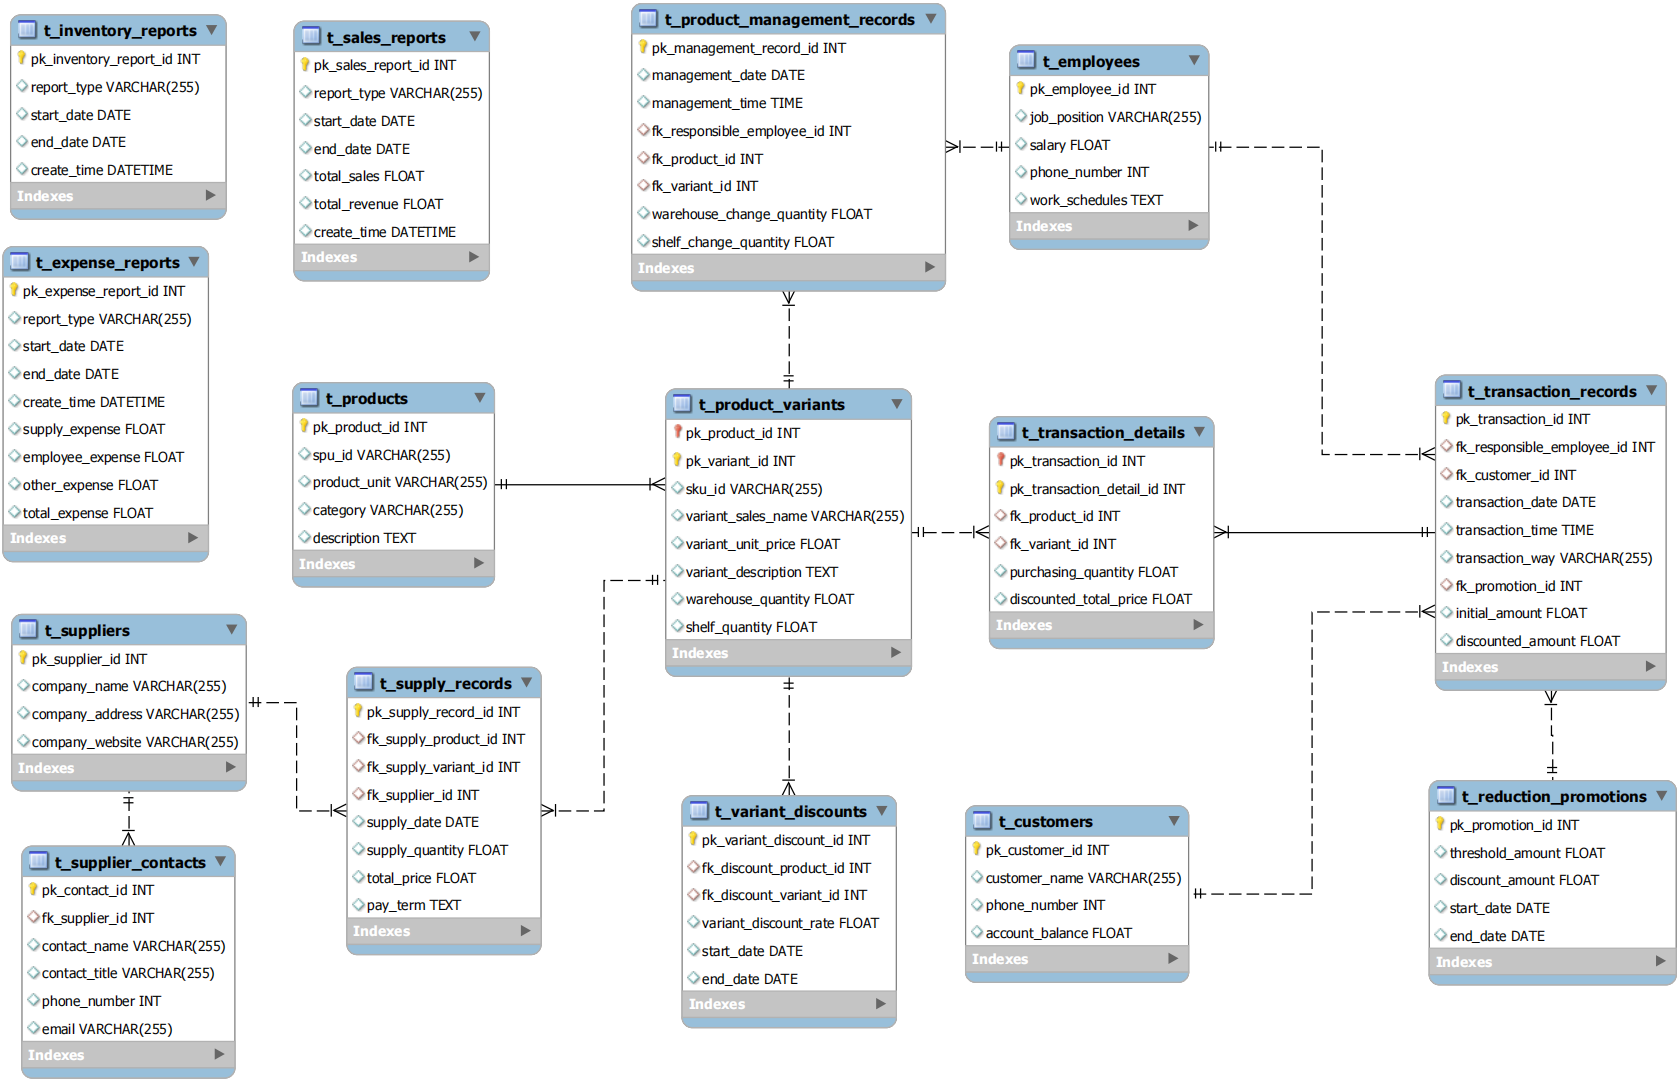 t_inventory_reports
pk_inventory_report_id INT
report_type VARCHAR(255)
start_date DATE
end_date DATE
create_time DATETIME
Indexes
t_sales_reports
pk_sales_report_id INT
report_type VARCHAR(255)
start_date DATE
end_date DATE
total_sales FLOAT
total_revenue FLOAT
create_time DATETIME
Indexes
t_product_management_records
pk_management_record_id INT
management_date DATE
management_time TIME
fk_responsible_employee_id INT
fk_product_id INT
fk_variant_id INT
warehouse_change_quantity FLOAT
shelf_change_quantity FLOAT
Indexes
t_employees
pk_employee_id INT
job_position VARCHAR(255)
salary FLOAT
phone_number INT
work_schedules TEXT
Indexes
t_expense_reports
pk_expense_report_id INT
report_type VARCHAR(255)
start_date DATE
end_date DATE
create_time DATETIME
supply_expense FLOAT
employee_expense FLOAT
other_expense FLOAT
total_expense FLOAT
Indexes
t_products
pk_product_id INT
spu_id VARCHAR(255)
product_unit VARCHAR(255)
category VARCHAR(255)
description TEXT
Indexes
t_product_variants
pk_product_id INT
pk_variant_id INT
sku_id VARCHAR(255)
variant_sales_name VARCHAR(255)
variant_unit_price FLOAT
variant_description TEXT
warehouse_quantity FLOAT
shelf_quantity FLOAT
Indexes
t_transaction_details
pk_transaction_id INT
pk_transaction_detail_id INT
fk_product_id INT
fk_variant_id INT
purchasing_quantity FLOAT
discounted_total_price FLOAT
Indexes
t_transaction_records
pk_transaction_id INT
fk_responsible_employee_id INT
fk_customer_id INT
transaction_date DATE
transaction_time TIME
transaction_way VARCHAR(255)
fk_promotion_id INT
initial_amount FLOAT
discounted_amount FLOAT
Indexes
t_suppliers
pk_supplier_id INT
company_name VARCHAR(255)
company_address VARCHAR(255)
company_website VARCHAR(255)
Indexes
t_supply_records
pk_supply_record_id INT
fk_supply_product_id INT
fk_supply_variant_id INT
fk_supplier_id INT
supply_date DATE
supply_quantity FLOAT
total_price FLOAT
pay_term TEXT
Indexes
t_supplier_contacts
pk_contact_id INT
fk_supplier_id INT
contact_name VARCHAR(255)
contact_title VARCHAR(255)
phone_number INT
email VARCHAR(255)
Indexes
t_variant_discounts
pk_variant_discount_id INT
fk_discount_product_id INT
fk_discount_variant_id INT
variant_discount_rate FLOAT
start_date DATE
end_date DATE
Indexes
t_customers
pk_customer_id INT
customer_name VARCHAR(255)
phone_number INT
account_balance FLOAT
Indexes
t_reduction_promotions
pk_promotion_id INT
threshold_amount FLOAT
discount_amount FLOAT
start_date DATE
end_date DATE
Indexes